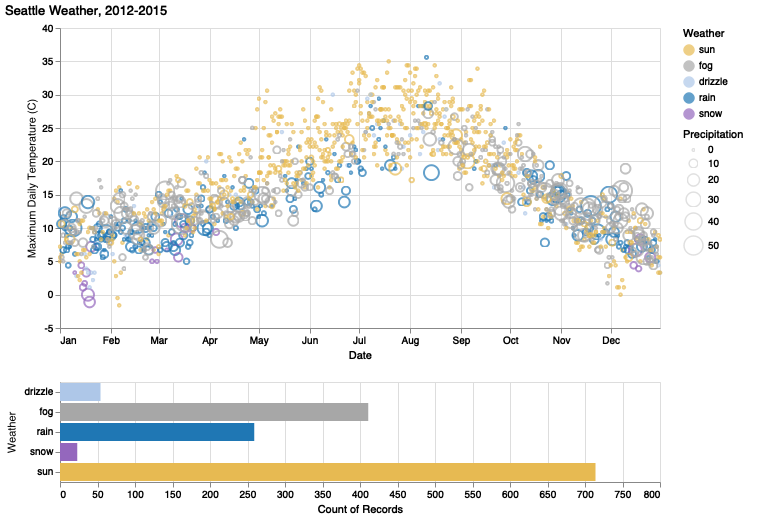 Seattle Weather, 2012-2015
40
35
30
25
20
15
10
5
0
-5
Maximum Daily Temperature (C)
Jan Feb Mar Apr May Jun Jul Aug Sep Oct Nov Dec
Date
Weather
sun
fog
drizzle
rain
snow
Precipitation
0
10
20
30
40
50
Weather
drizzle
fog
rain
snow
sun
0 50 100 150 200 250 300 350 400 450 500 550 600 650 700 750 800
Count of Records